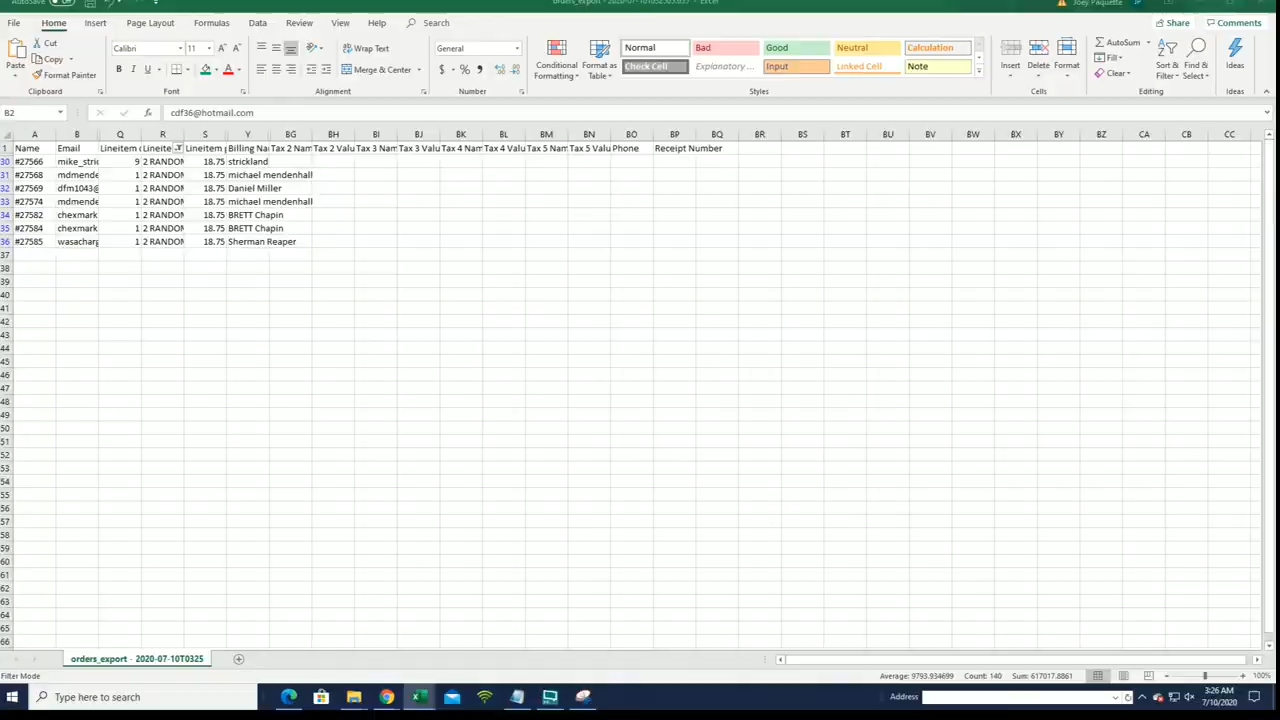 AutoSave
Joey Paquette
File Home Insert Page Layout Formulas Data Review View Help Search Share Comments
Cut
Copy
Format Painter
Paste
Calibri 11
B I U
Wrap Text
Merge & Center
General
$ % ,
Conditional Formatting
Format as Table
Normal Bad Good Neutral Calculation
Check Cell Explanatory ... Input Linked Cell Note
Insert Delete Format
AutoSum
Fill
Clear
Sort & Filter
Find & Select
Ideas
Clipboard Font Alignment Number Styles Cells Editing Ideas
B2 fx cdf36@hotmail.com
A B Q R S Y BG BH BI BJ BK BL BM BN BO BP BQ BR BS BT BU BV BW BX BY BZ CA CB CC
1 Name Email Lineitem Lineite Lineitem Billing Na Tax 2 Nam Tax 2 Valu Tax 3 Nam Tax 3 Valu Tax 4 Nam Tax 4 Valu Tax 5 Nam Tax 5 Valu Phone Receipt Number
30 #27566 mike_stric 9 2 RANDOM 18.75 strickland
31 #27568 mdmende 1 2 RANDOM 18.75 michael mendenhall
32 #27569 dfm1043@ 1 2 RANDOM 18.75 Daniel Miller
33 #27574 mdmende 1 2 RANDOM 18.75 michael mendenhall
34 #27582 chexmark 1 2 RANDOM 18.75 BRETT Chapin
35 #27584 chexmark 1 2 RANDOM 18.75 BRETT Chapin
36 #27585 wasacharg 1 2 RANDOM 18.75 Sherman Reaper
37
38
39
40
41
42
43
44
45
46
47
48
49
50
51
52
53
54
55
56
57
58
59
60
61
62
63
64
65
66
orders_export - 2020-07-10T0325
Filter Mode Average: 9793.934699 Count: 140 Sum: 617017.8861 100%
Type here to search Address 3:26 AM
7/10/2020